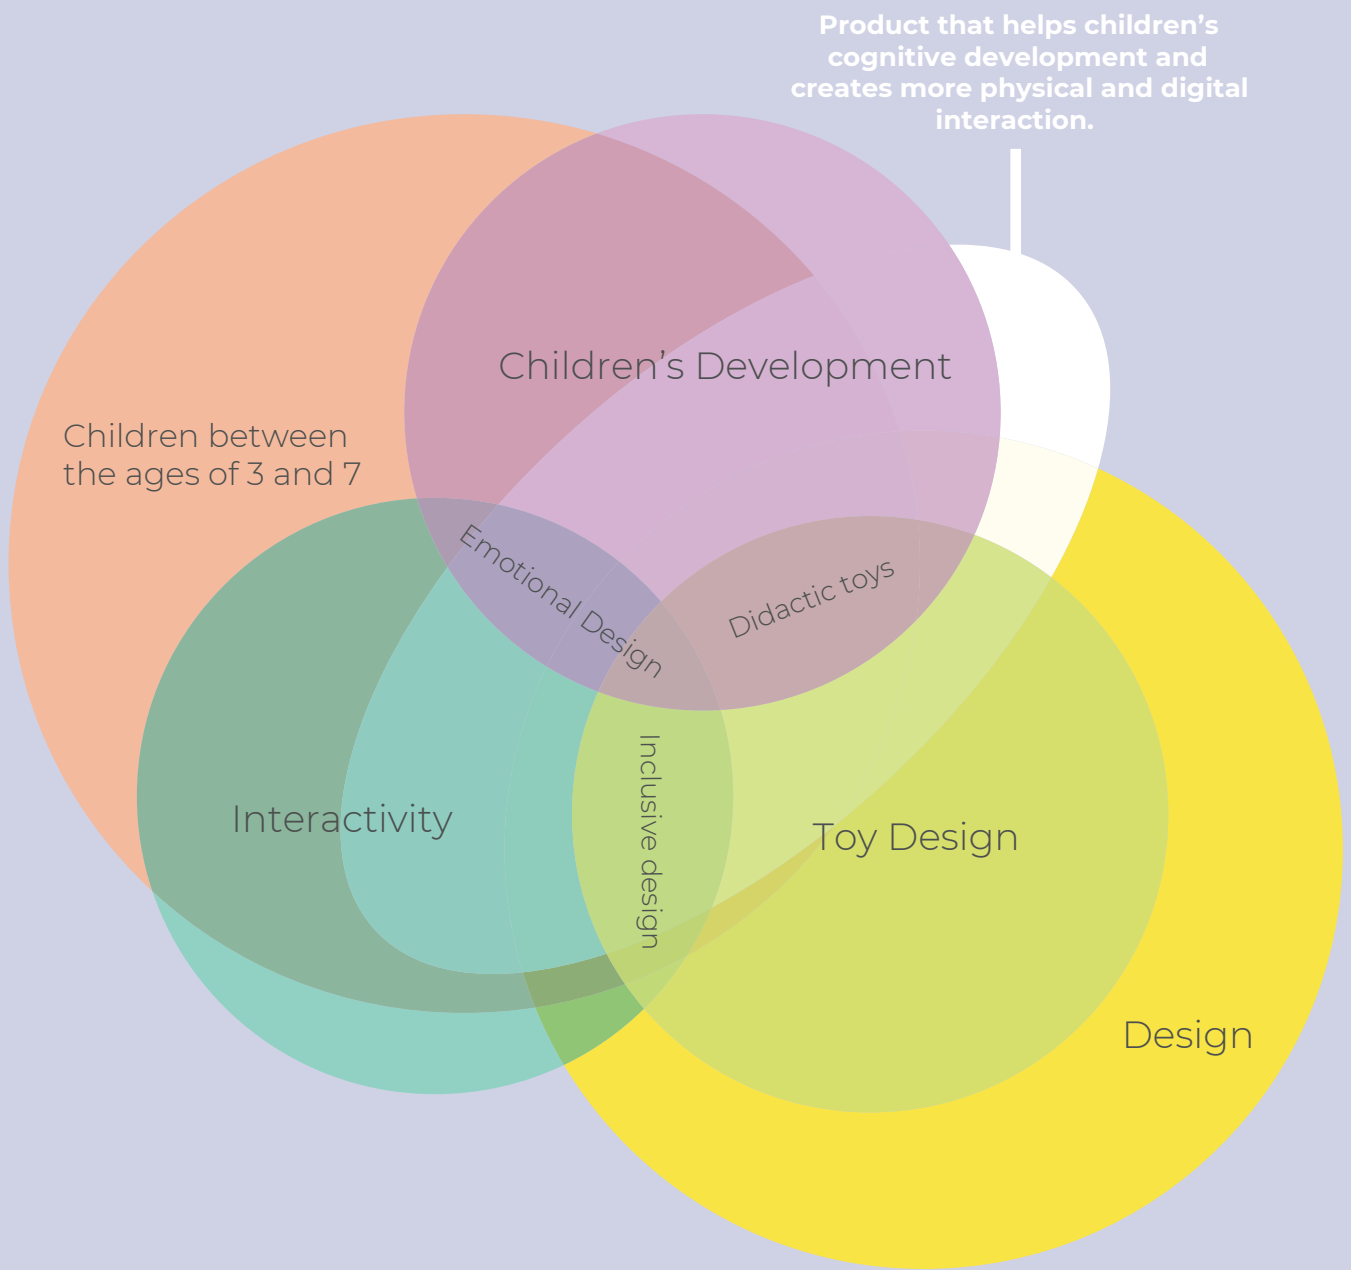 Product that helps children’s
cognitive development and
creates more physical and digital
interaction.
Children’s Development
Children between
the ages of 3 and 7
Emotional Design
Didactic toys
Inclusive design
Interactivity
Toy Design
Design